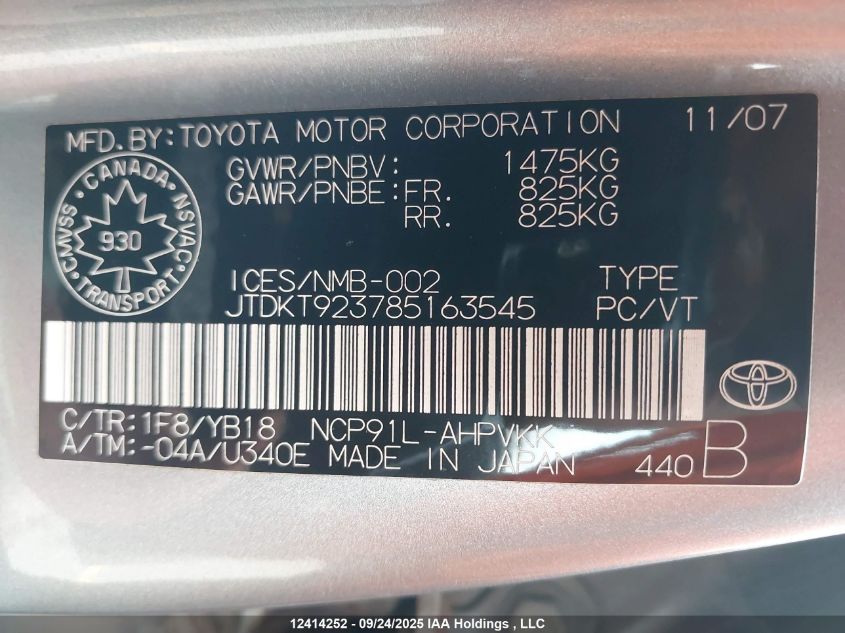 MFD.BY:TOYOTA MOTOR CORPORATION 11/07
GVWR/PNBV: 1475KG
GAWR/PNBE:FR. 825KG
RR. 825KG
CANADA
CMVSS 930 NSVAC
TRANSPORT
ICES/NMB-002 TYPE
JTDKT923785163545 PC/VT
C/TR:1F8/YB18 NCP91L-AHPVKK
A/TM:-04A/U340E MADE IN JAPAN 440 B
12414252 - 09/24/2025 IAA Holdings , LLC